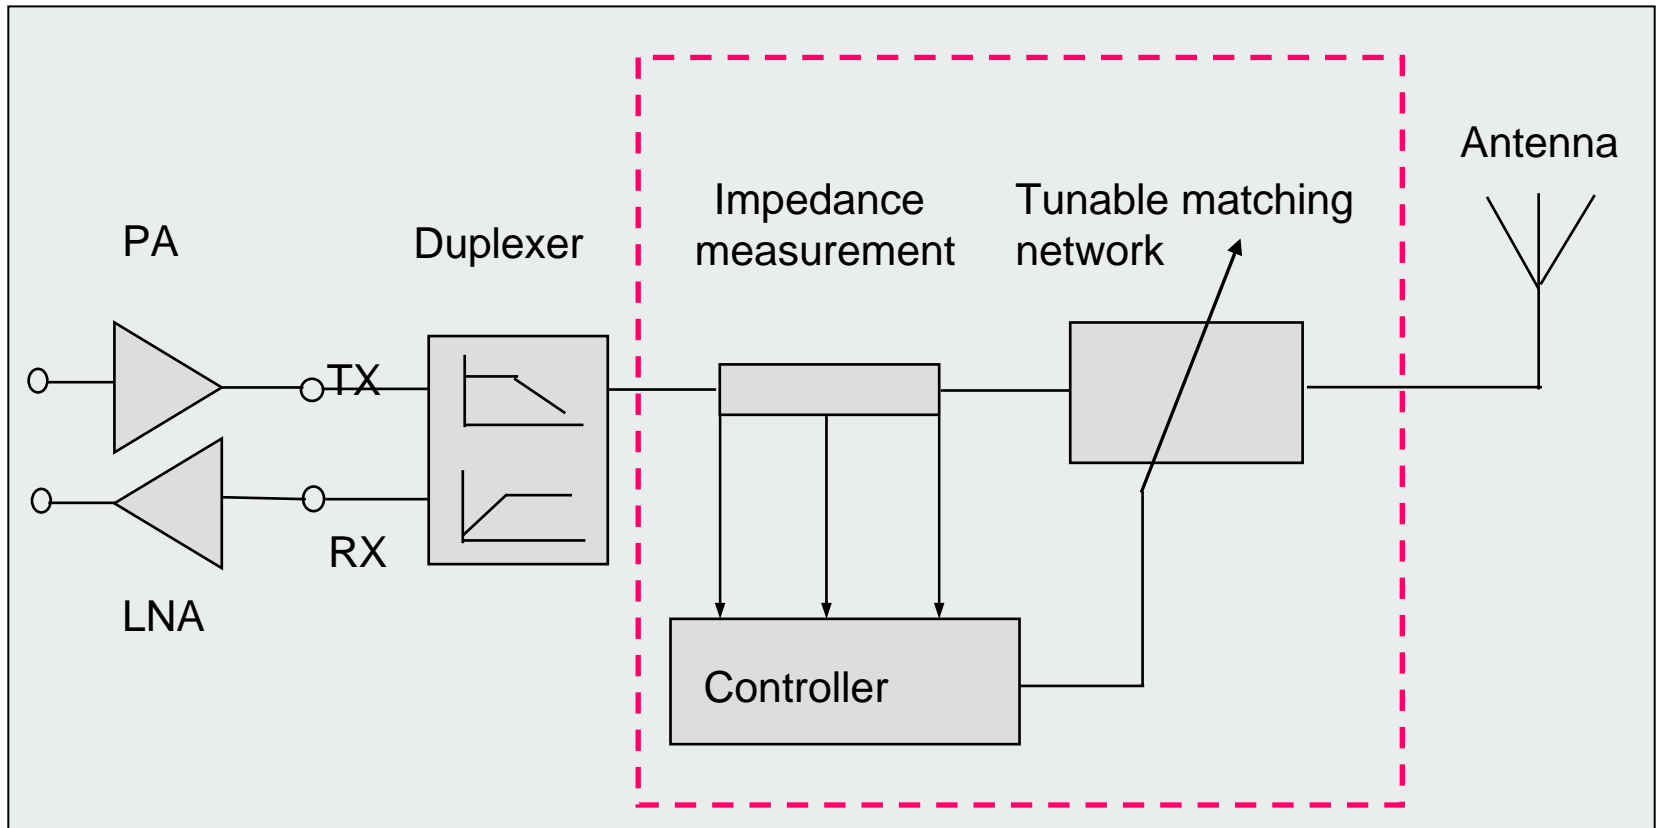 Antenna
Impedance
measurement
Tunable matching
network
PA
Duplexer
TX
RX
LNA
Controller